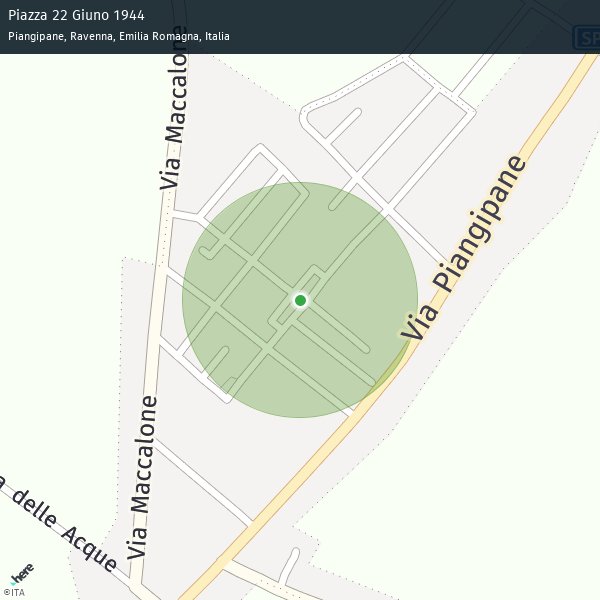 Piazza 22 Giuno 1944
Piangipane, Ravenna, Emilia Romagna, Italia
SP
Via Maccalone
Via Piangipane
Via Maccalone
delle Acque
here
©ITA